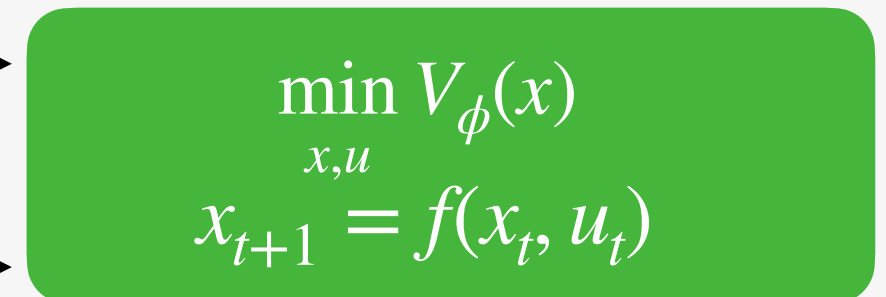 min V_ϕ(x)
x,u
x_{t+1} = f(x_t, u_t)